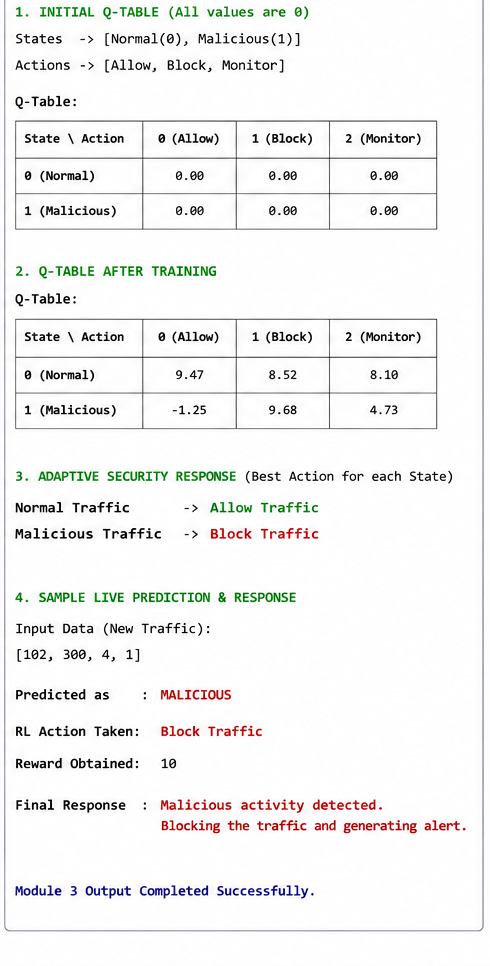 1. INITIAL Q-TABLE (All values are 0)
States -> [Normal(0), Malicious(1)]
Actions -> [Allow, Block, Monitor]
Q-Table:
State \ Action 0 (Allow) 1 (Block) 2 (Monitor)
0 (Normal) 0.00 0.00 0.00
1 (Malicious) 0.00 0.00 0.00
2. Q-TABLE AFTER TRAINING
Q-Table:
State \ Action 0 (Allow) 1 (Block) 2 (Monitor)
0 (Normal) 9.47 8.52 8.10
1 (Malicious) -1.25 9.68 4.73
3. ADAPTIVE SECURITY RESPONSE (Best Action for each State)
Normal Traffic -> Allow Traffic
Malicious Traffic -> Block Traffic
4. SAMPLE LIVE PREDICTION & RESPONSE
Input Data (New Traffic):
[102, 300, 4, 1]
Predicted as : MALICIOUS
RL Action Taken: Block Traffic
Reward Obtained: 10
Final Response : Malicious activity detected.
Blocking the traffic and generating alert.
Module 3 Output Completed Successfully.